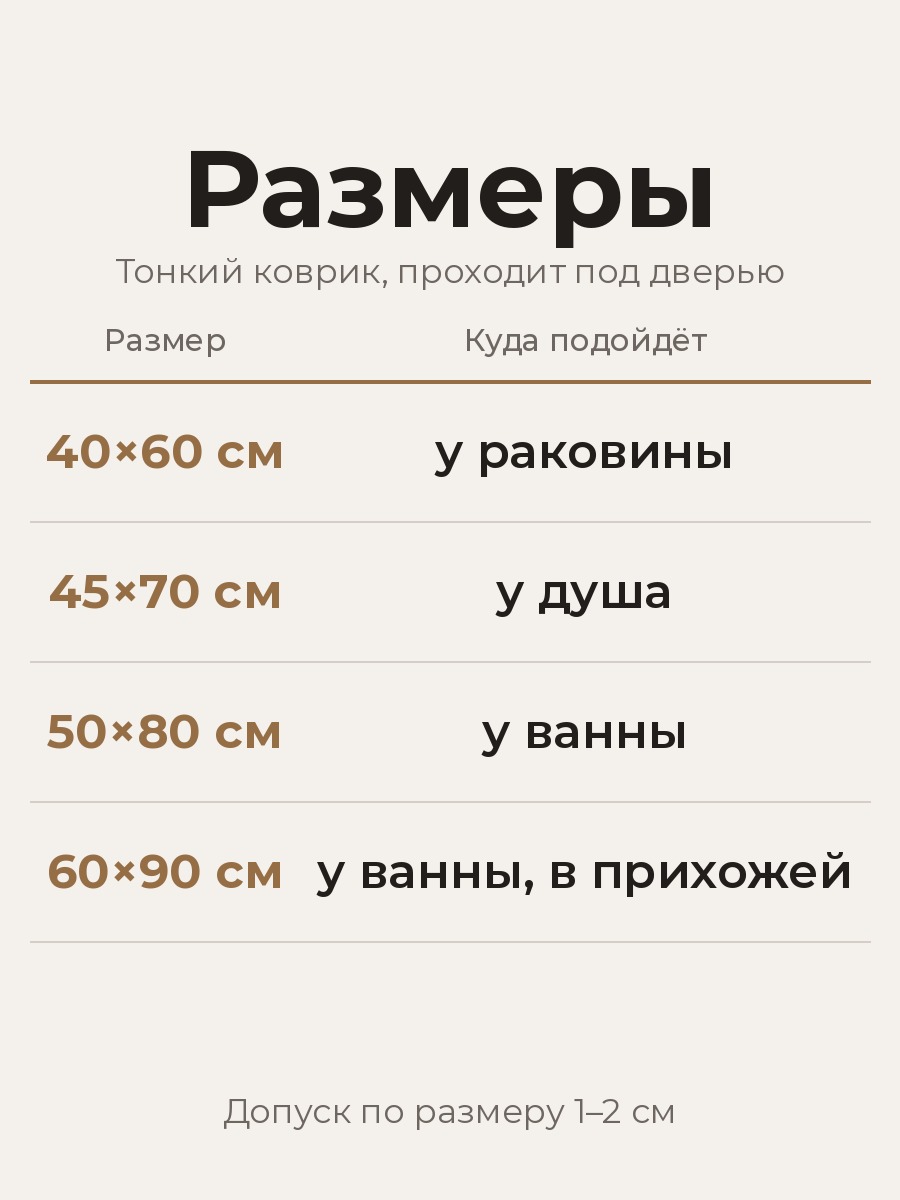 Размеры
Тонкий коврик, проходит под дверью
Размер Куда подойдёт
40×60 см у раковины
45×70 см у душа
50×80 см у ванны
60×90 см у ванны, в прихожей
Допуск по размеру 1–2 см